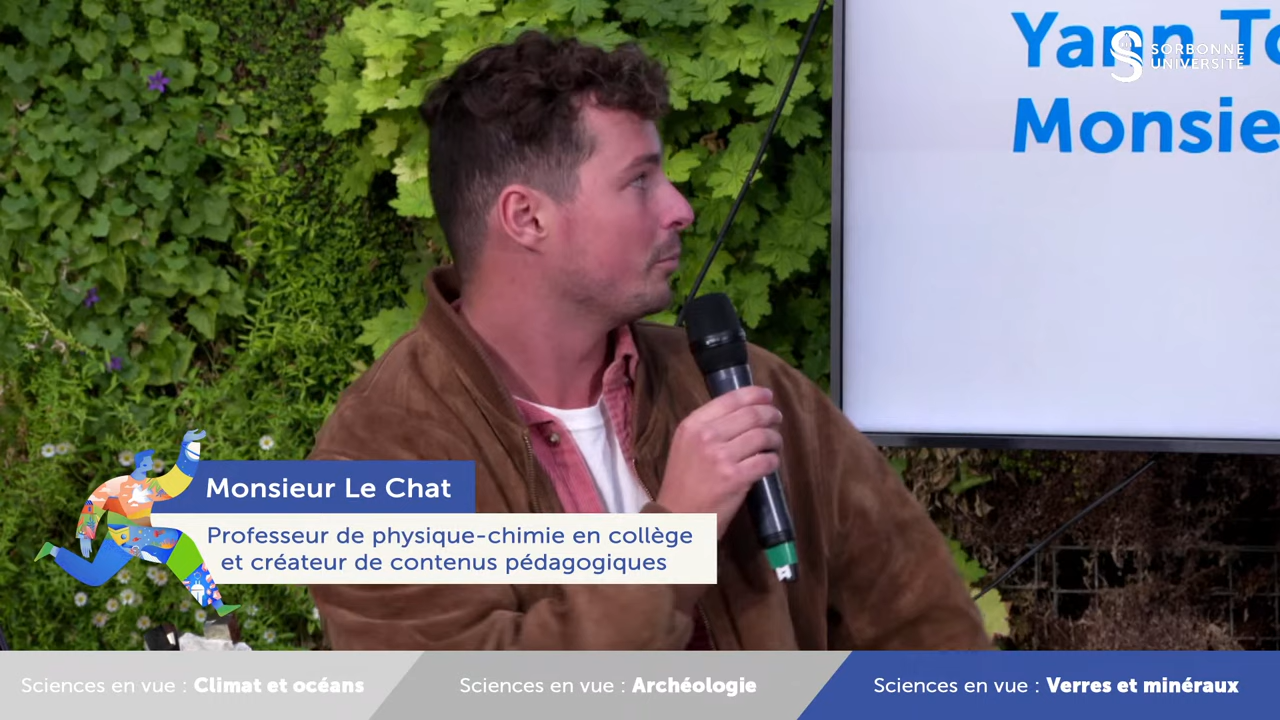 Yann To
Monsie
SORBONNE
UNIVERSITÉ
Monsieur Le Chat
Professeur de physique-chimie en collège
et créateur de contenus pédagogiques
Sciences en vue : Climat et océans
Sciences en vue : Archéologie
Sciences en vue : Verres et minéraux